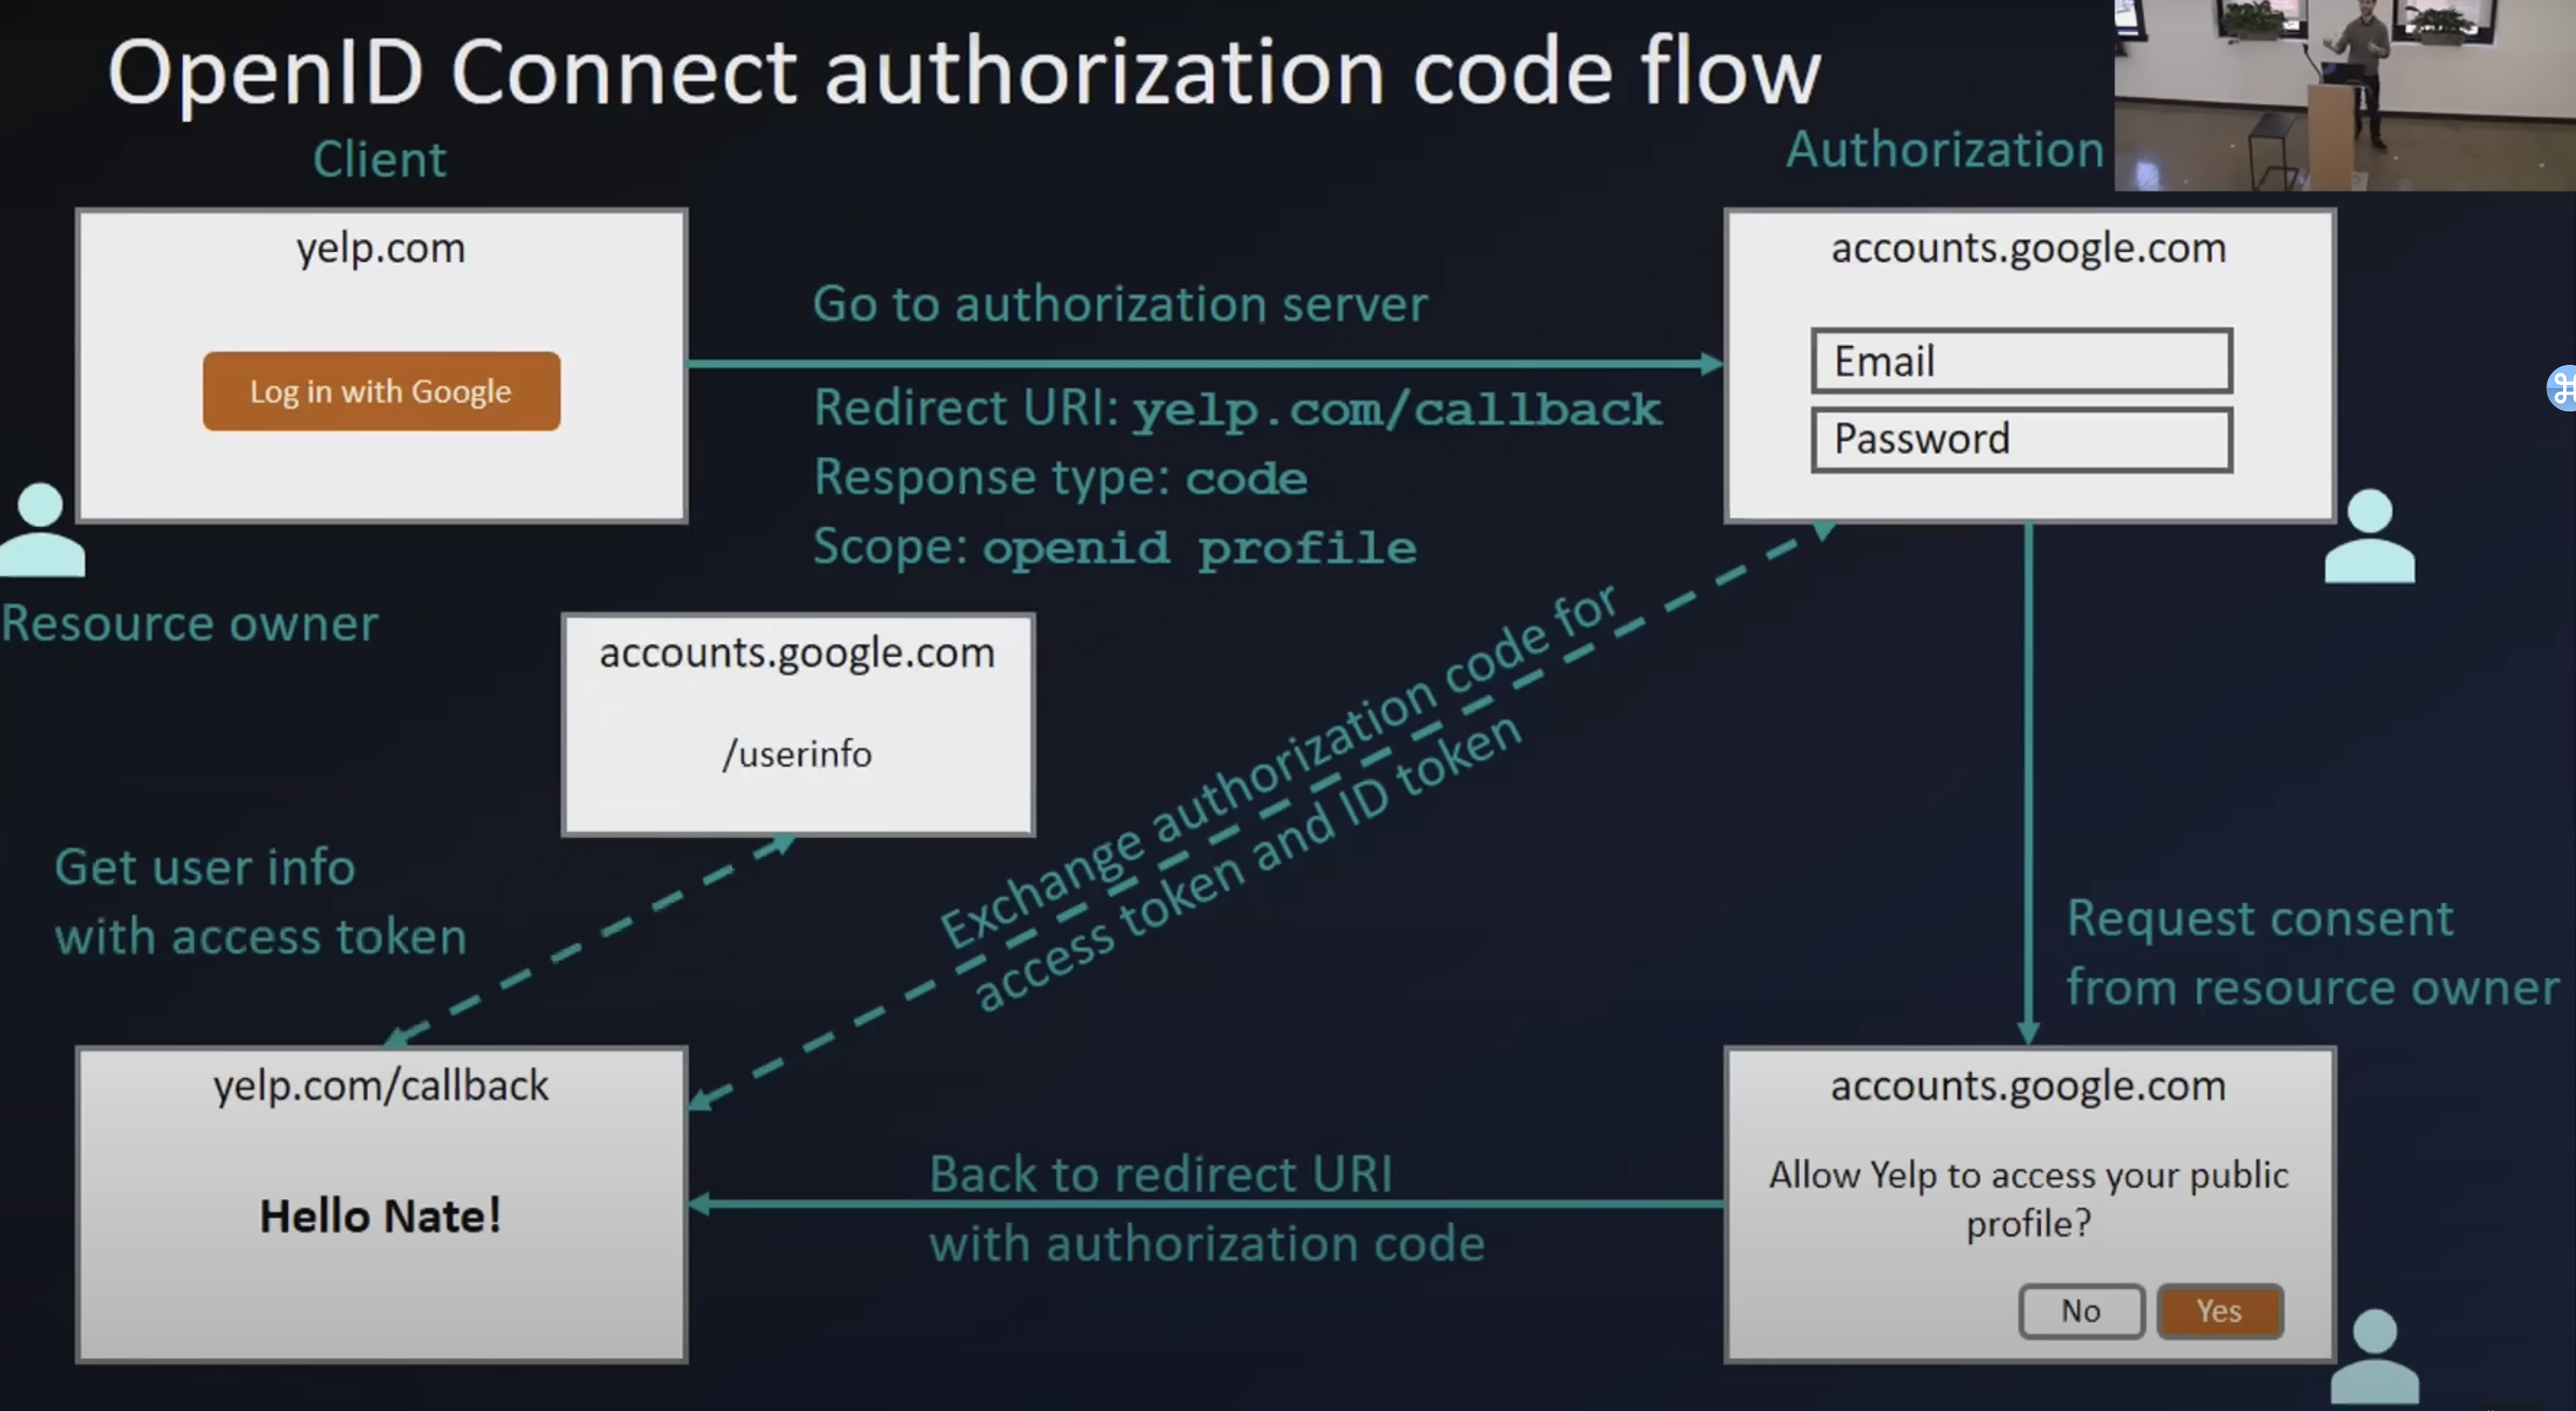 OpenID Connect authorization code flow
Client
Authorization
yelp.com
Log in with Google
Go to authorization server
Redirect URI: yelp.com/callback
Response type: code
Scope: openid profile
accounts.google.com
Email
Password
Resource owner
accounts.google.com
/userinfo
Exchange authorization code for
access token and ID token
Get user info
with access token
Request consent
from resource owner
yelp.com/callback
Hello Nate!
Back to redirect URI
with authorization code
accounts.google.com
Allow Yelp to access your public
profile?
No
Yes